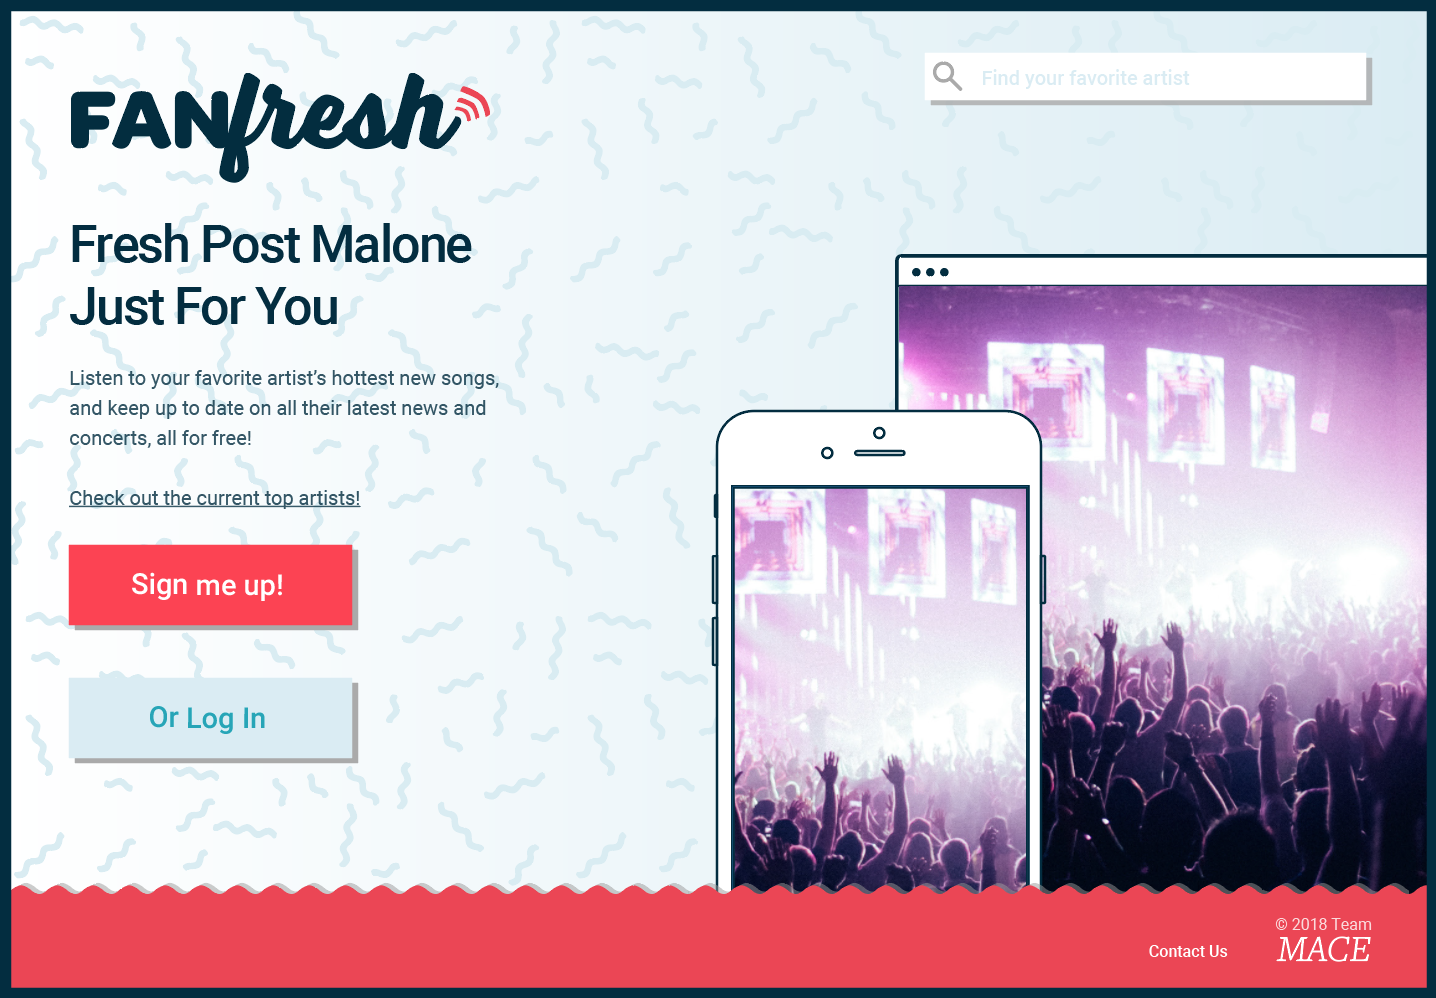 FANfresh
Find your favorite artist
Fresh Post Malone
Just For You
Listen to your favorite artist’s hottest new songs,
and keep up to date on all their latest news and
concerts, all for free!
Check out the current top artists!
Sign me up!
Or Log In
Contact Us
© 2018 Team
MACE